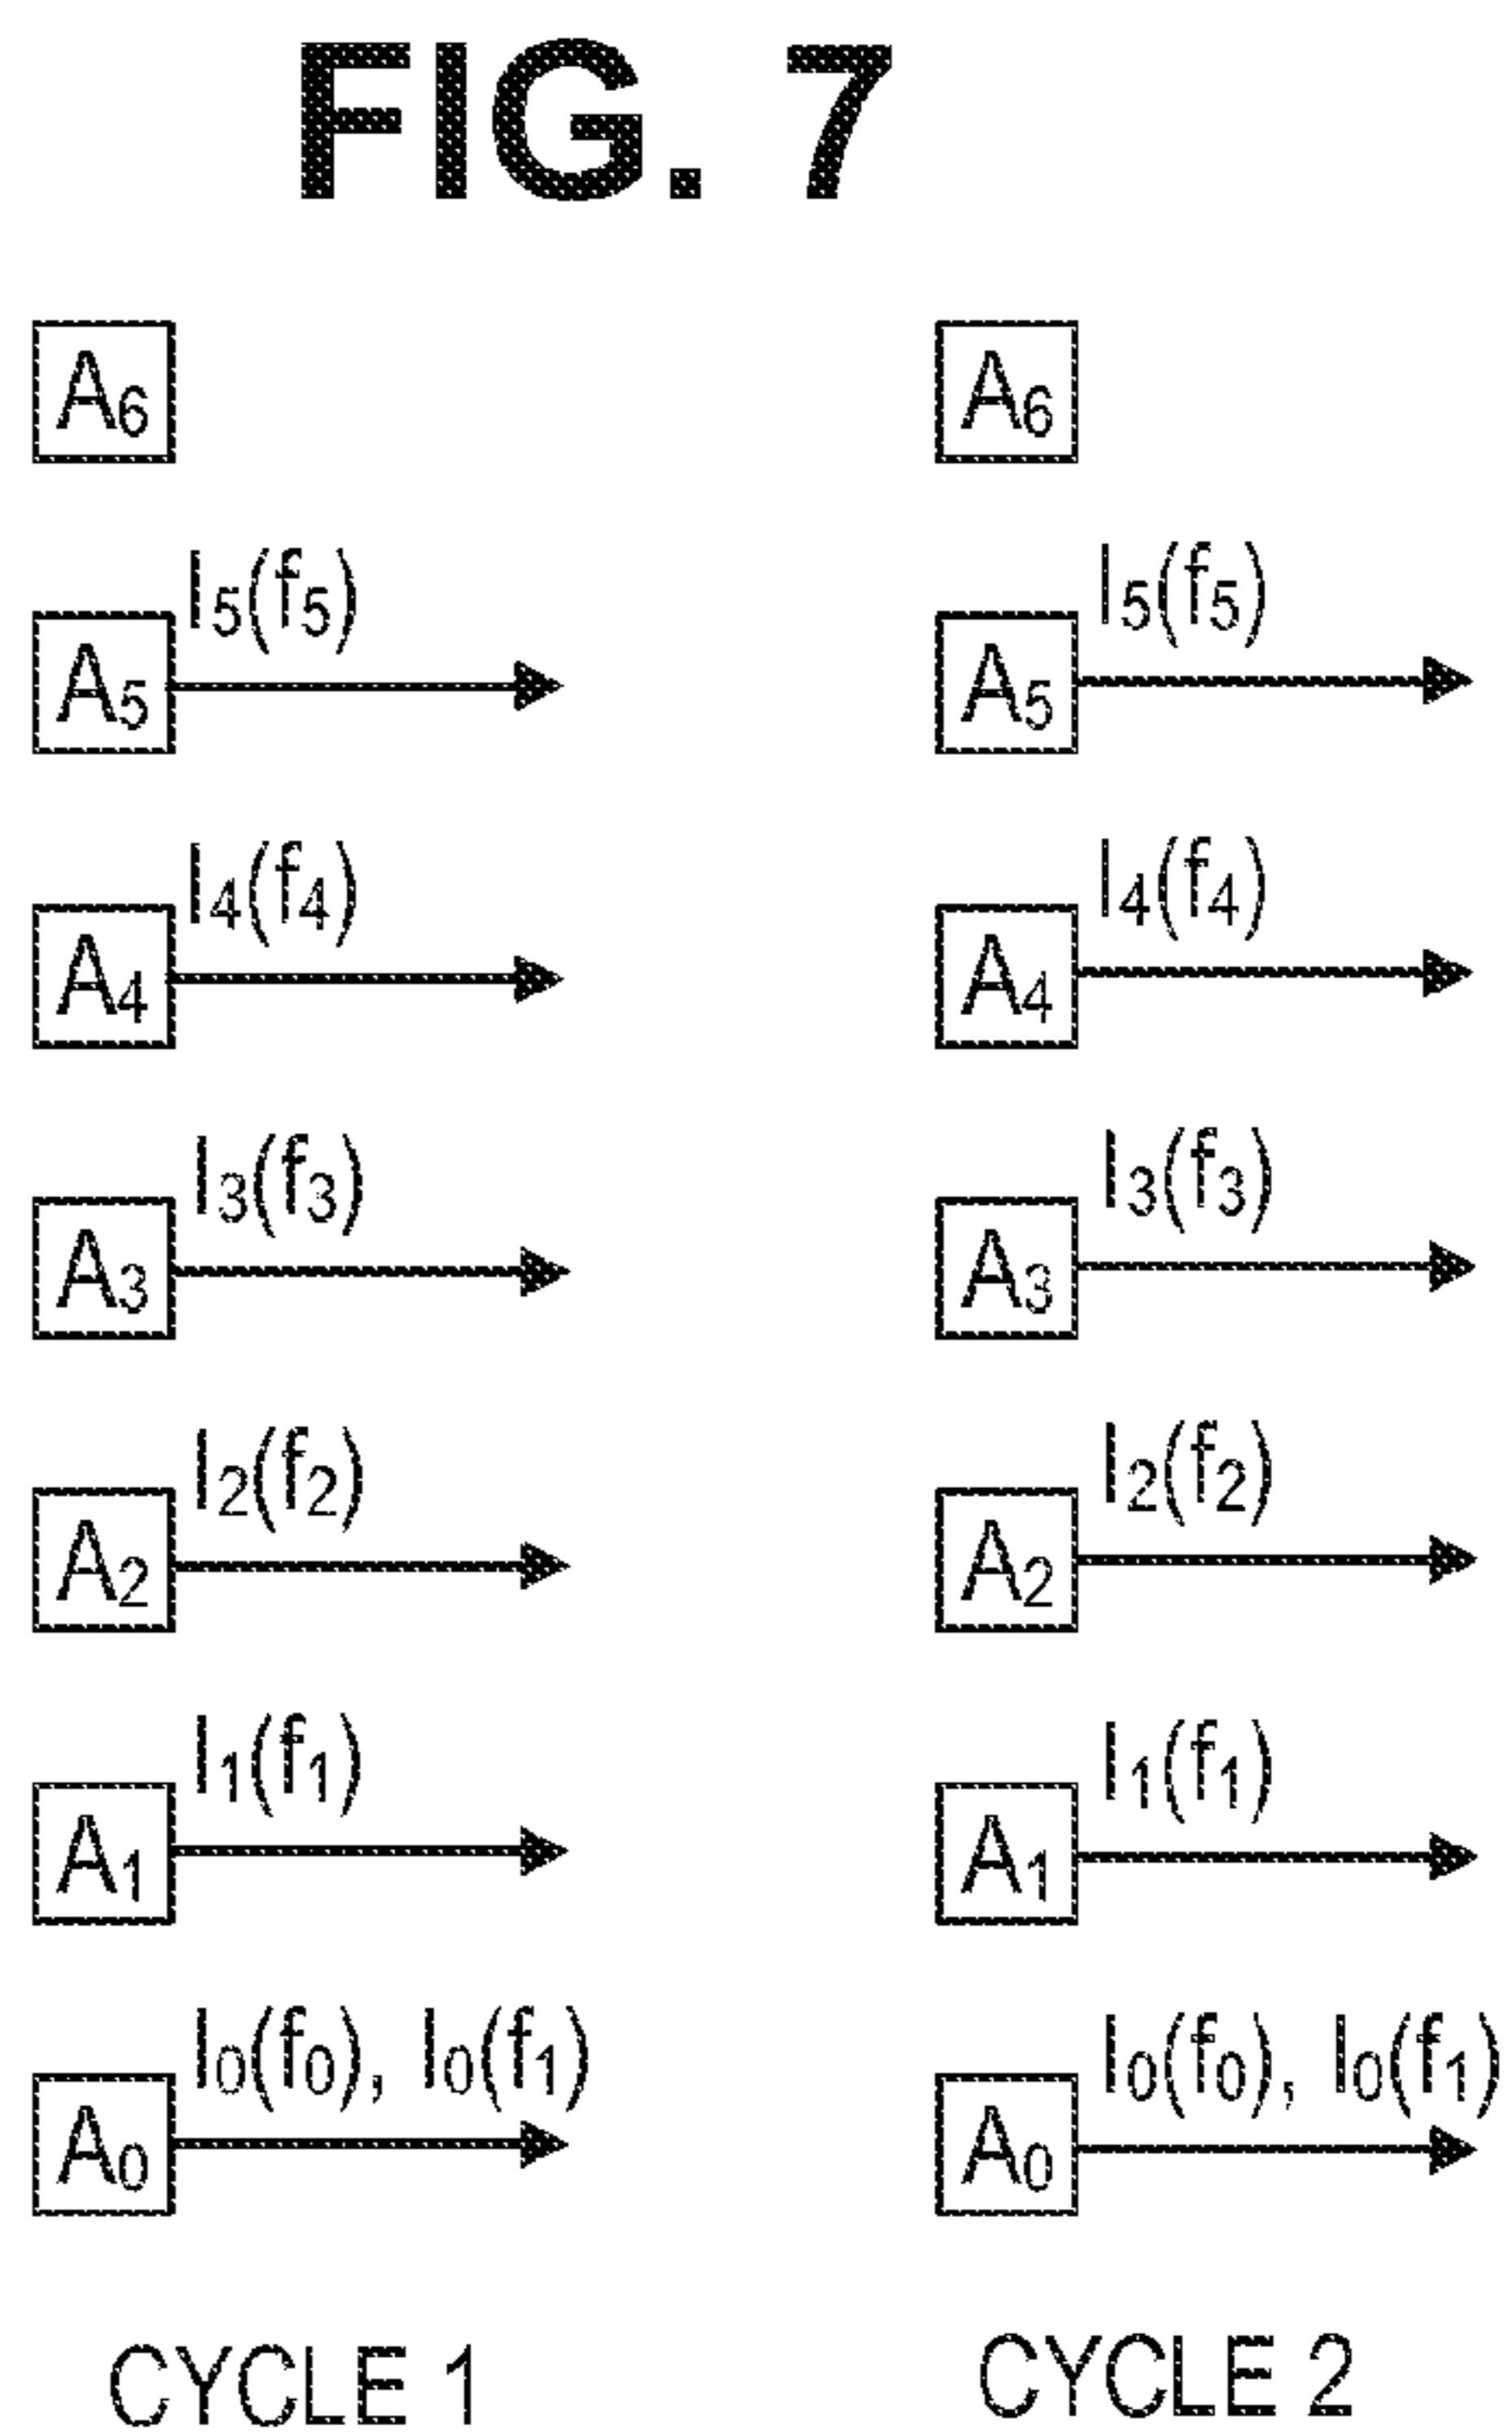 FIG. 7
A6 A6
I5(f5) I5(f5)
A5 A5
I4(f4) I4(f4)
A4 A4
I3(f3) I3(f3)
A3 A3
I2(f2) I2(f2)
A2 A2
I1(f1) I1(f1)
A1 A1
I0(f0), I0(f1) I0(f0), I0(f1)
A0 A0
CYCLE 1 CYCLE 2